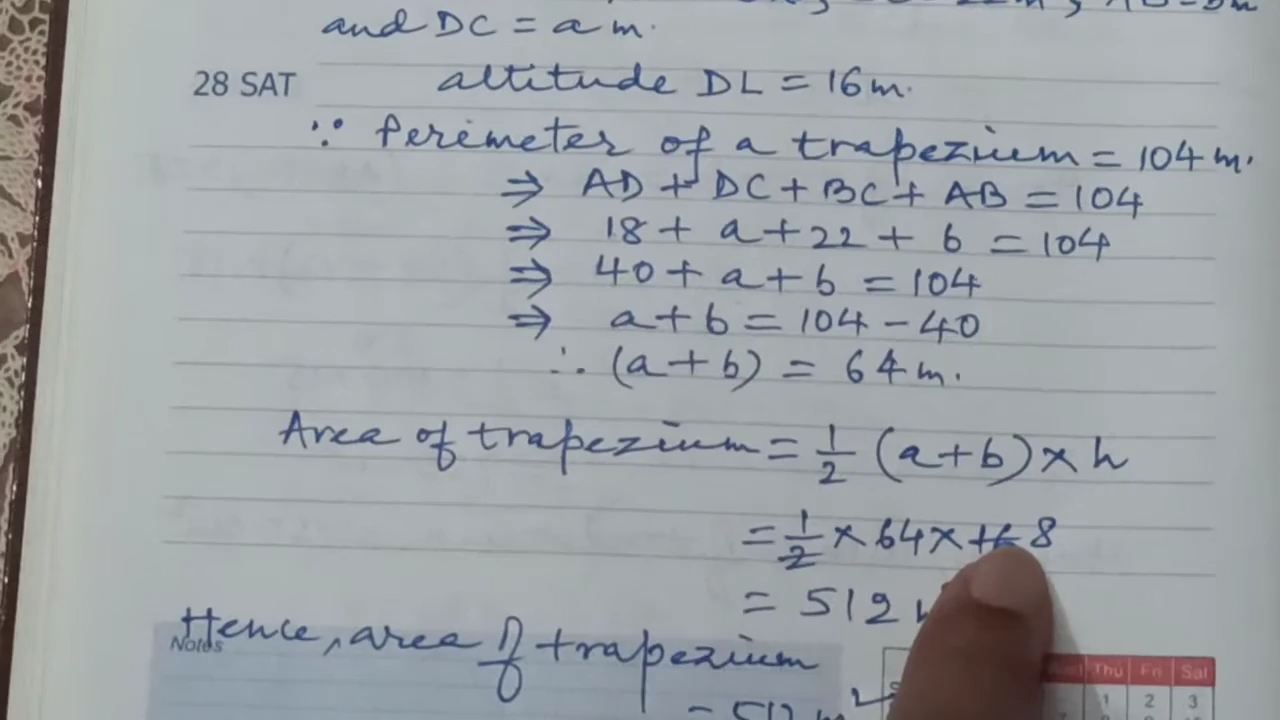 and DC = a m.
28 SAT
altitude DL = 16m.
∵ Perimeter of a trapezium = 104 m.
⇒ AD + DC + BC + AB = 104
⇒ 18 + a + 22 + b = 104
⇒ 40 + a + b = 104
⇒ a + b = 104 - 40
∴ (a + b) = 64 m.
Area of trapezium = 1/2 (a+b) × h
= 1/2 × 64 × 16 8
= 512
Hence, area of trapezium
Notes
= 512 m
Thu Fri Sat
1 2 3